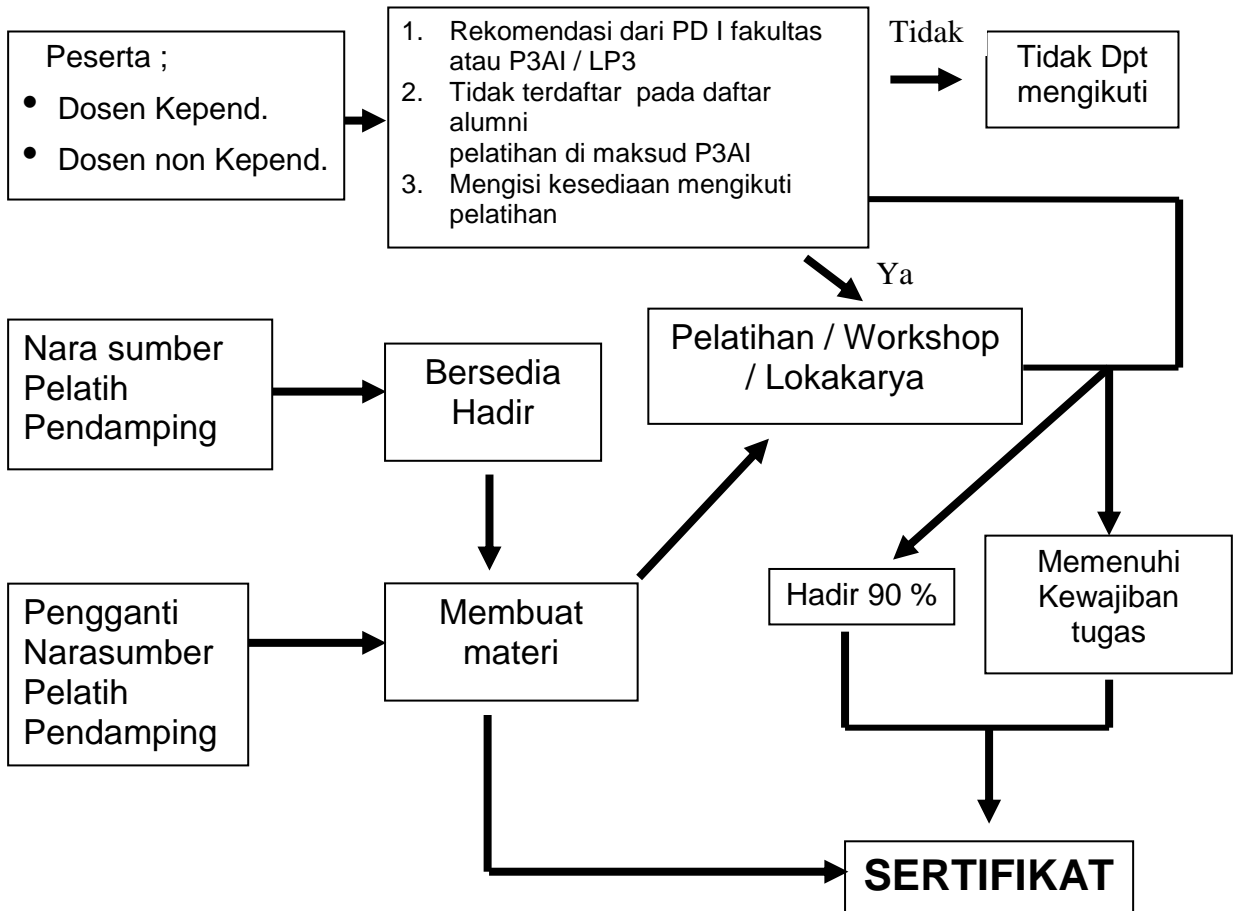 Peserta ;
• Dosen Kepend.
• Dosen non Kepend.
1. Rekomendasi dari PD I fakultas
atau P3AI / LP3
2. Tidak terdaftar pada daftar
alumni
pelatihan di maksud P3AI
3. Mengisi kesediaan mengikuti
pelatihan
Tidak
Tidak Dpt
mengikuti
Ya
Nara sumber
Pelatih
Pendamping
Bersedia
Hadir
Pelatihan / Workshop
/ Lokakarya
Pengganti
Narasumber
Pelatih
Pendamping
Membuat
materi
Hadir 90 %
Memenuhi
Kewajiban
tugas
SERTIFIKAT